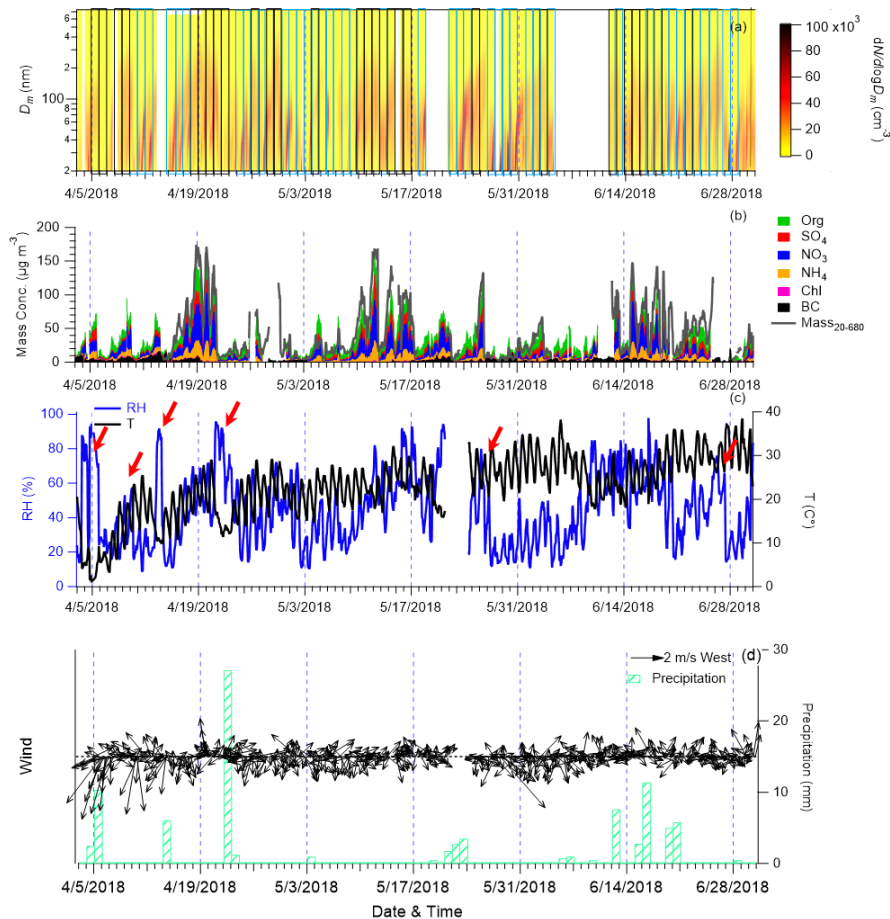 (a)
8
6
4
2
100
8
6
4
2
D_m (nm)
4/5/2018 4/19/2018 5/3/2018 5/17/2018 5/31/2018 6/14/2018 6/28/2018
100 x10³
80
60
40
20
0
dN/dlogD_m (cm⁻³)
(b)
200
150
100
50
0
Mass Conc. (µg m⁻³)
4/5/2018 4/19/2018 5/3/2018 5/17/2018 5/31/2018 6/14/2018 6/28/2018
Org
SO₄
NO₃
NH₄
Chl
BC
Mass₂₀₋₆₈₀
(c)
RH
T
100
80
60
40
20
0
RH (%)
40
30
20
10
0
T (C°)
4/5/2018 4/19/2018 5/3/2018 5/17/2018 5/31/2018 6/14/2018 6/28/2018
(d)
2 m/s West
Precipitation
Wind
30
20
10
0
Precipitation (mm)
4/5/2018 4/19/2018 5/3/2018 5/17/2018 5/31/2018 6/14/2018 6/28/2018
Date & Time